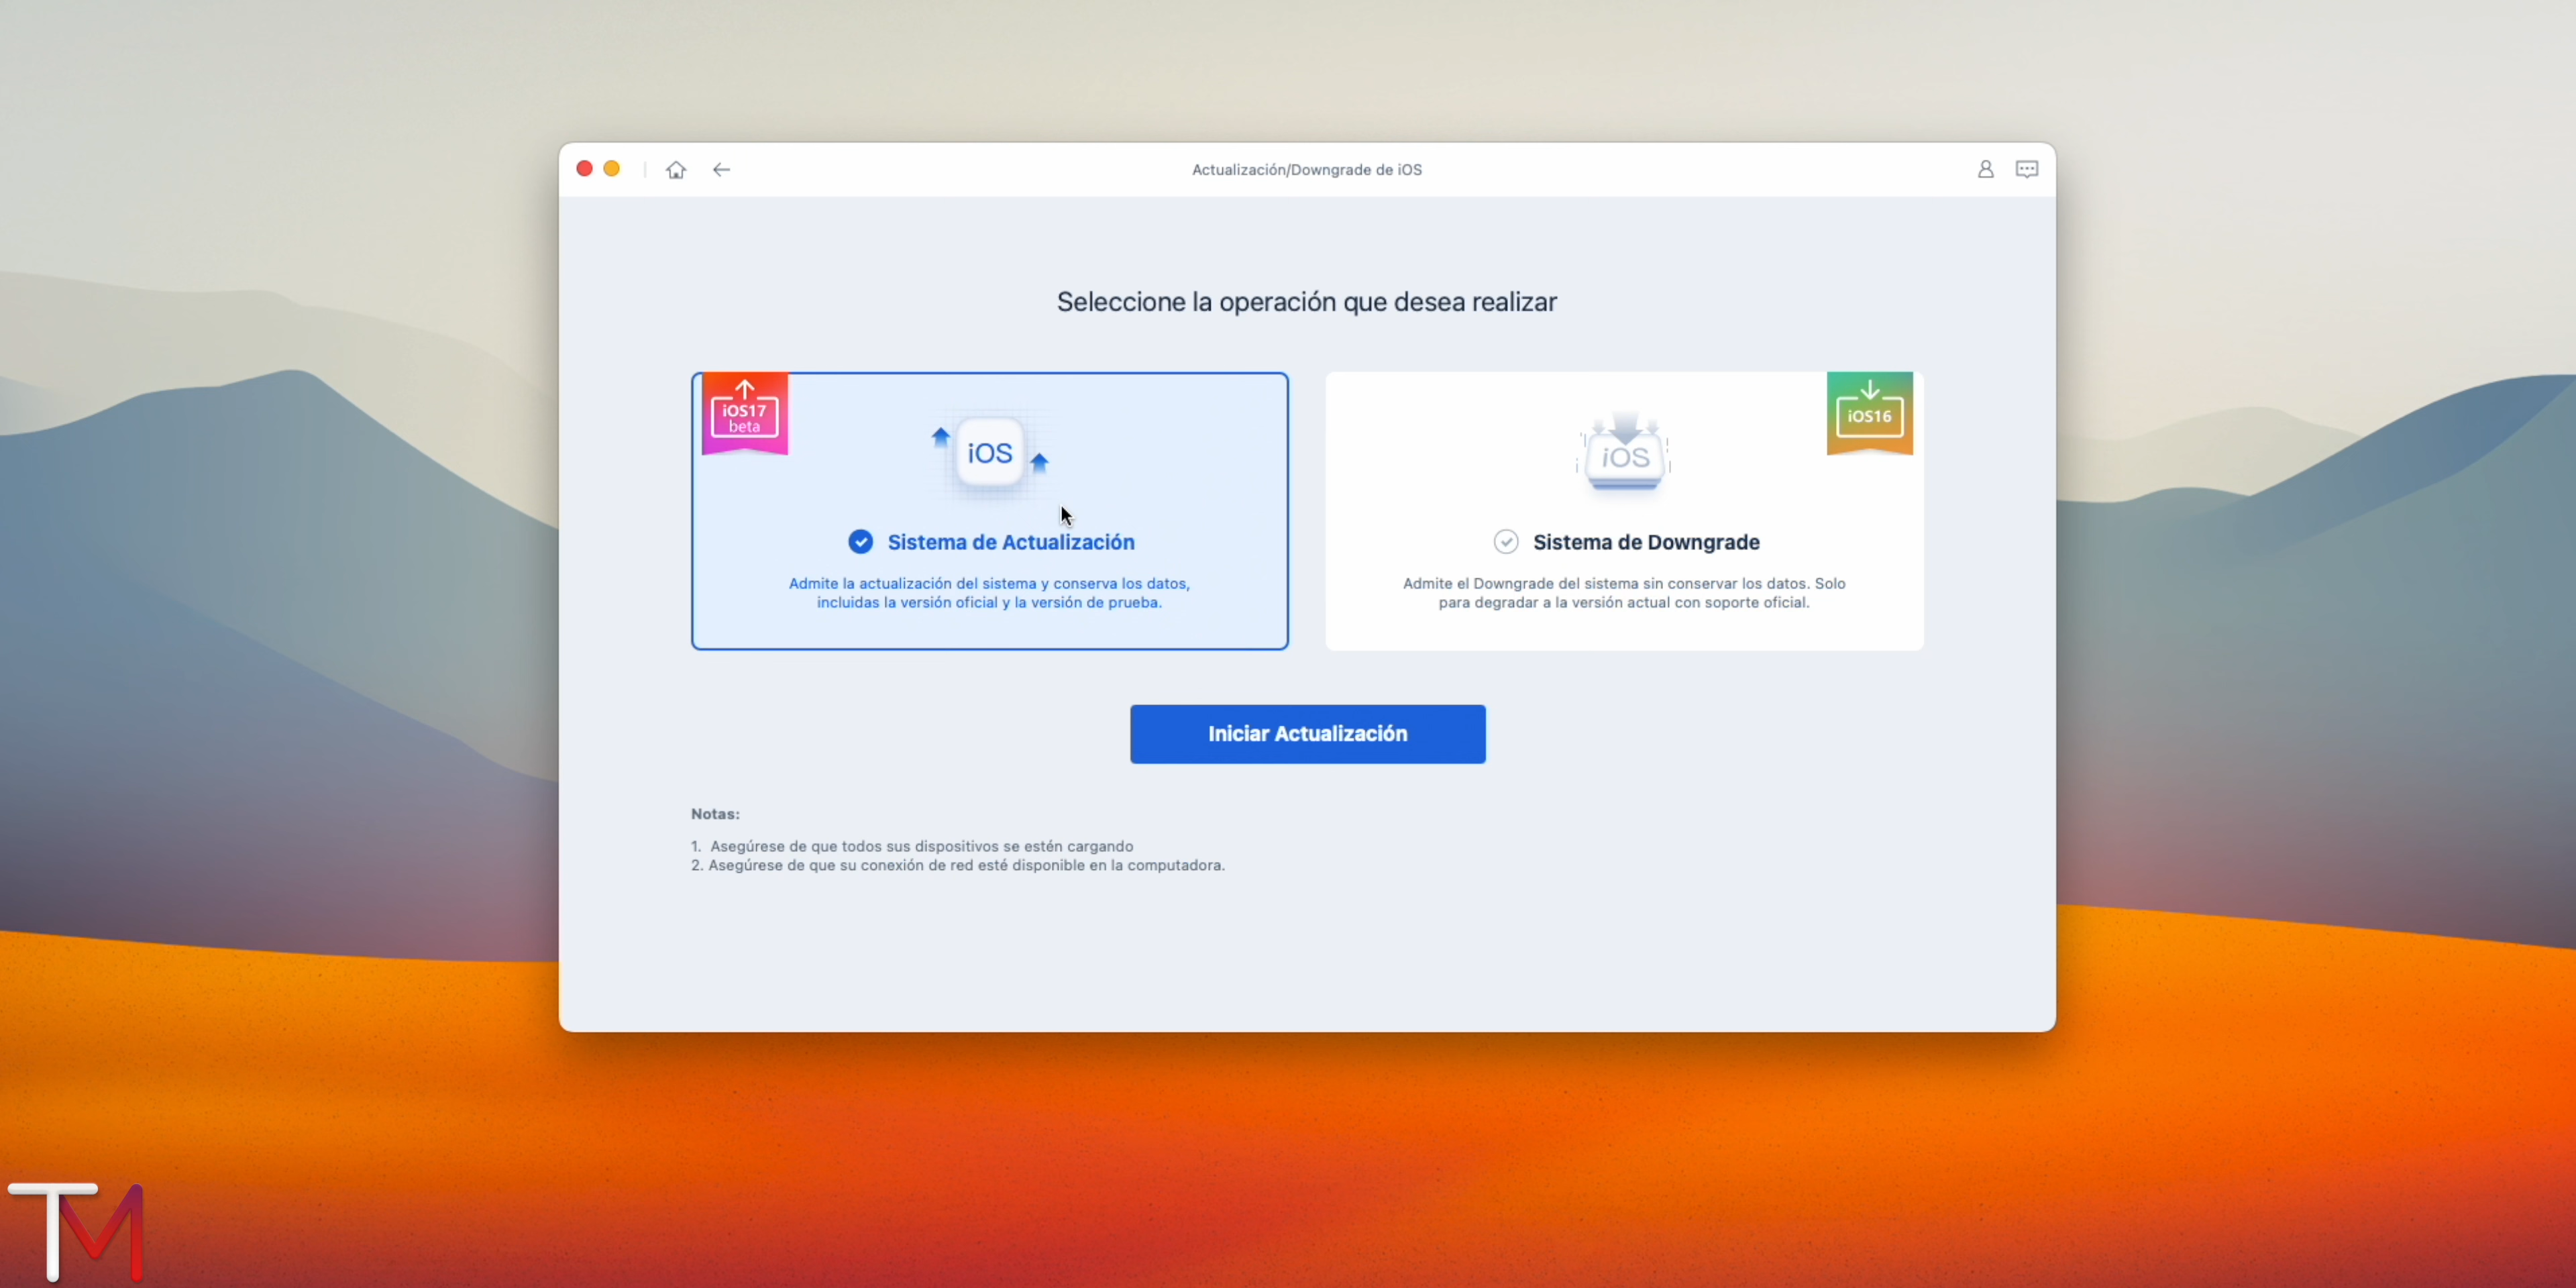 Actualización/Downgrade de iOS
Seleccione la operación que desea realizar
iOS17
beta
iOS
Sistema de Actualización
Admite la actualización del sistema y conserva los datos,
incluidas la versión oficial y la versión de prueba.
iOS16
iOS
Sistema de Downgrade
Admite el Downgrade del sistema sin conservar los datos. Solo
para degradar a la versión actual con soporte oficial.
Iniciar Actualización
Notas:
1. Asegúrese de que todos sus dispositivos se estén cargando
2. Asegúrese de que su conexión de red esté disponible en la computadora.
TM